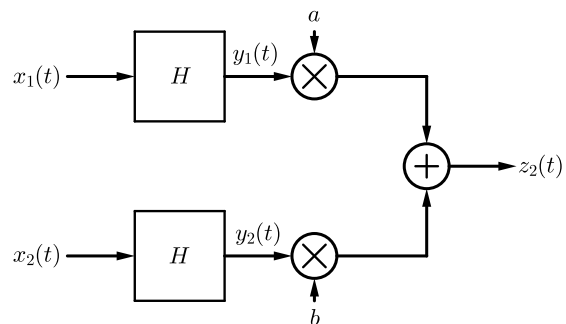 a
x₁(t) H y₁(t)
z₂(t)
x₂(t) H y₂(t)
b